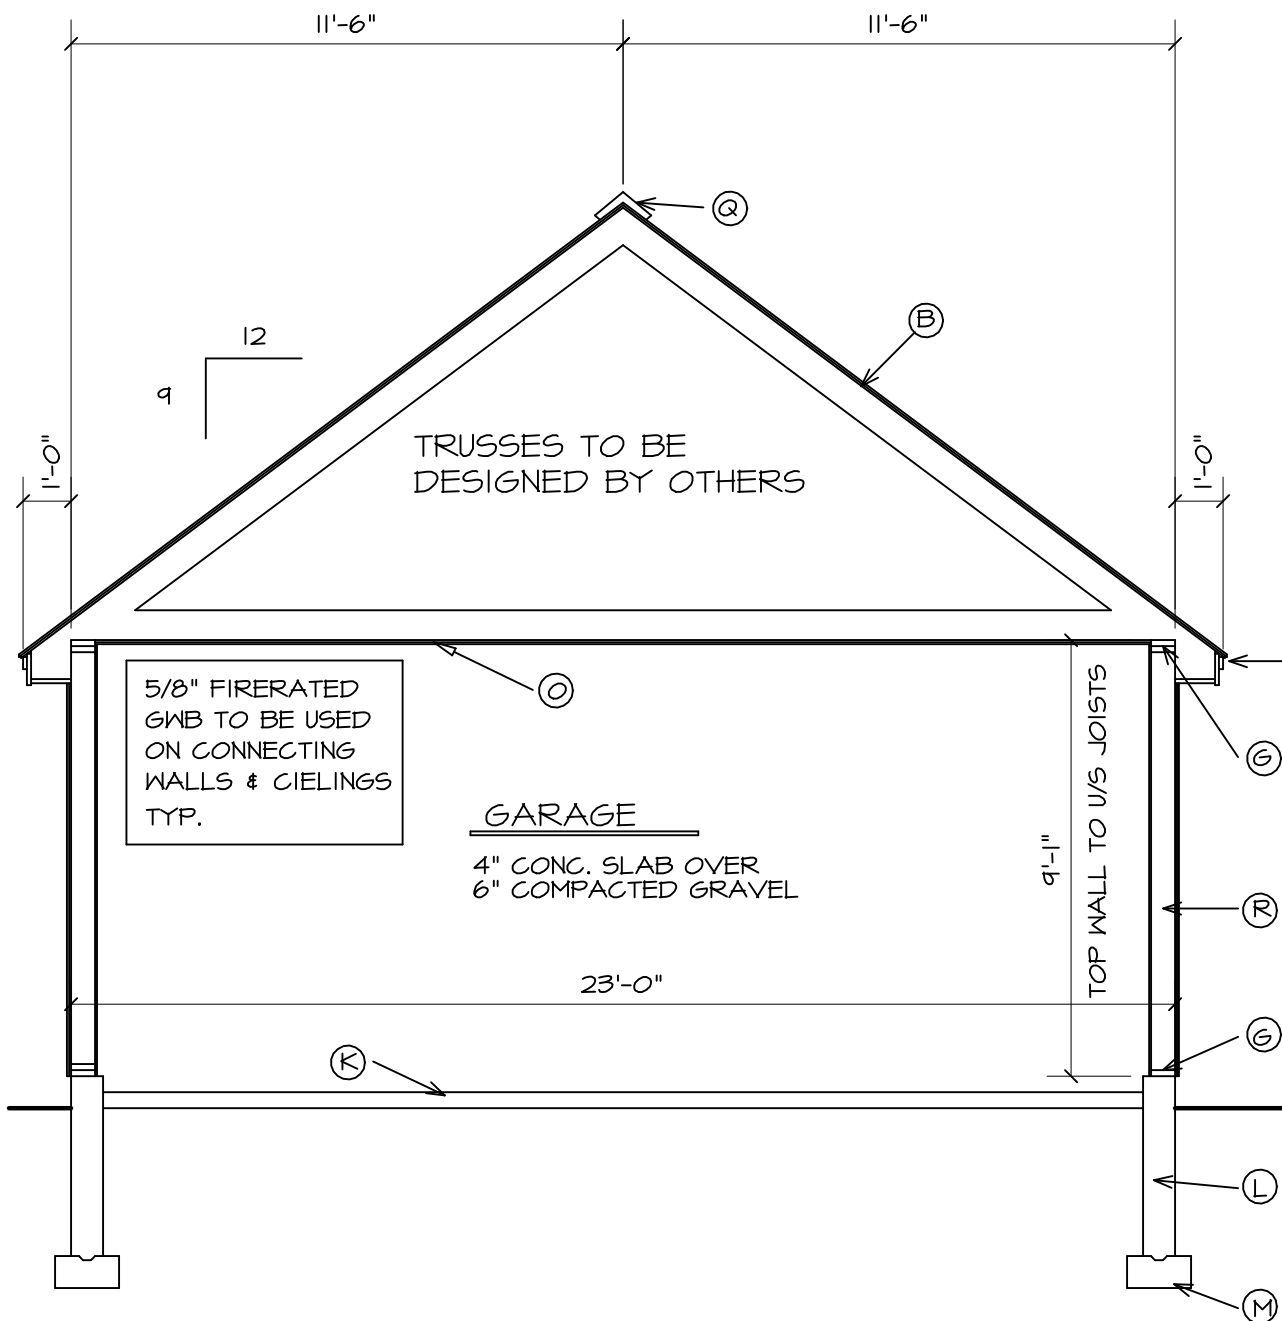 11'-6" 11'-6"
Q
B
12
9
1'-0" 1'-0"
TRUSSES TO BE
DESIGNED BY OTHERS
O
5/8" FIRERATED
GWB TO BE USED
ON CONNECTING
WALLS & CIELINGS
TYP.
G
GARAGE
4" CONC. SLAB OVER
6" COMPACTED GRAVEL
9'-1"
TOP WALL TO U/S JOISTS
R
23'-0"
G
K
L
M